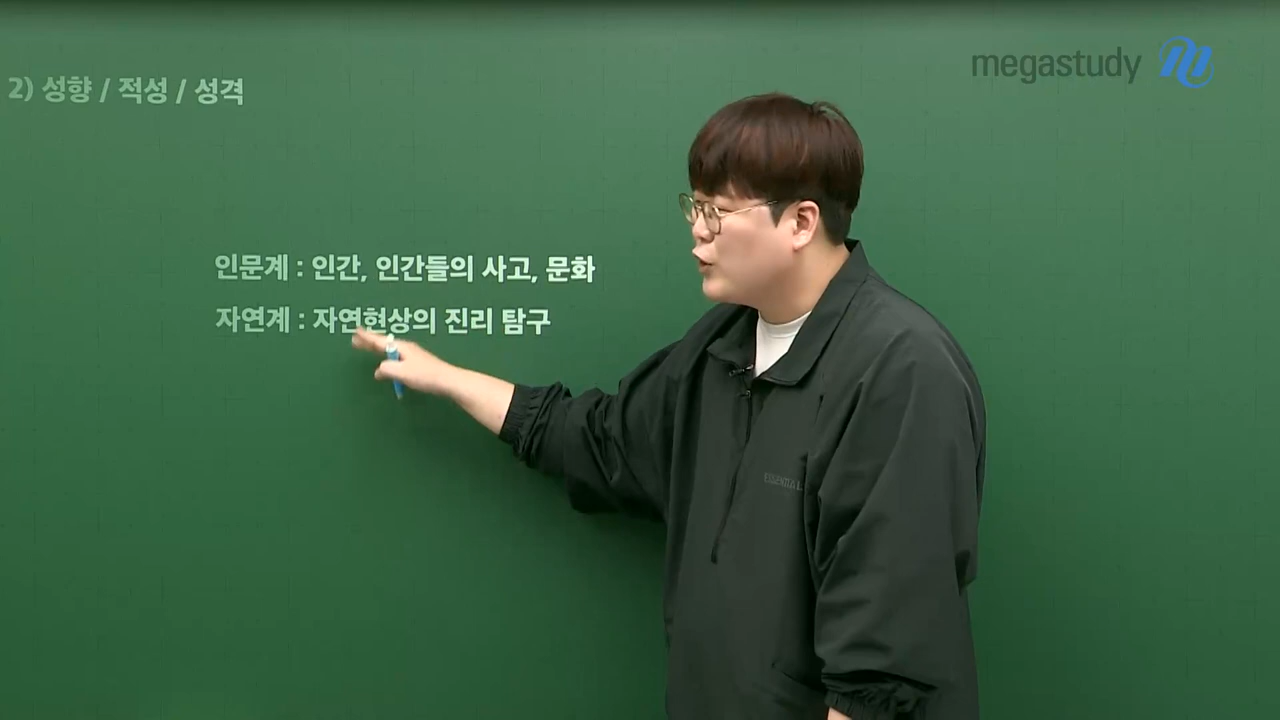 megastudy
2) 성향 / 적성 / 성격
인문계 : 인간, 인간들의 사고, 문화
자연계 : 자연현상의 진리 탐구